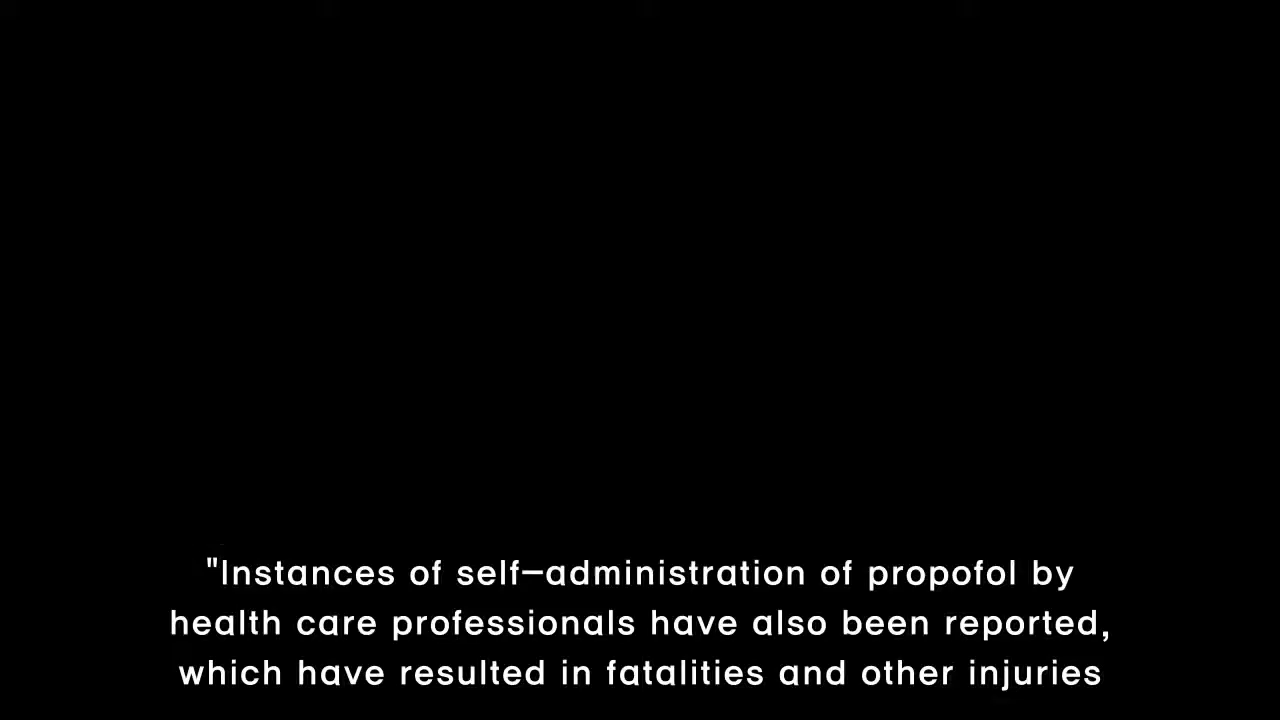 "Instances of self–administration of propofol by
health care professionals have also been reported,
which have resulted in fatalities and other injuries